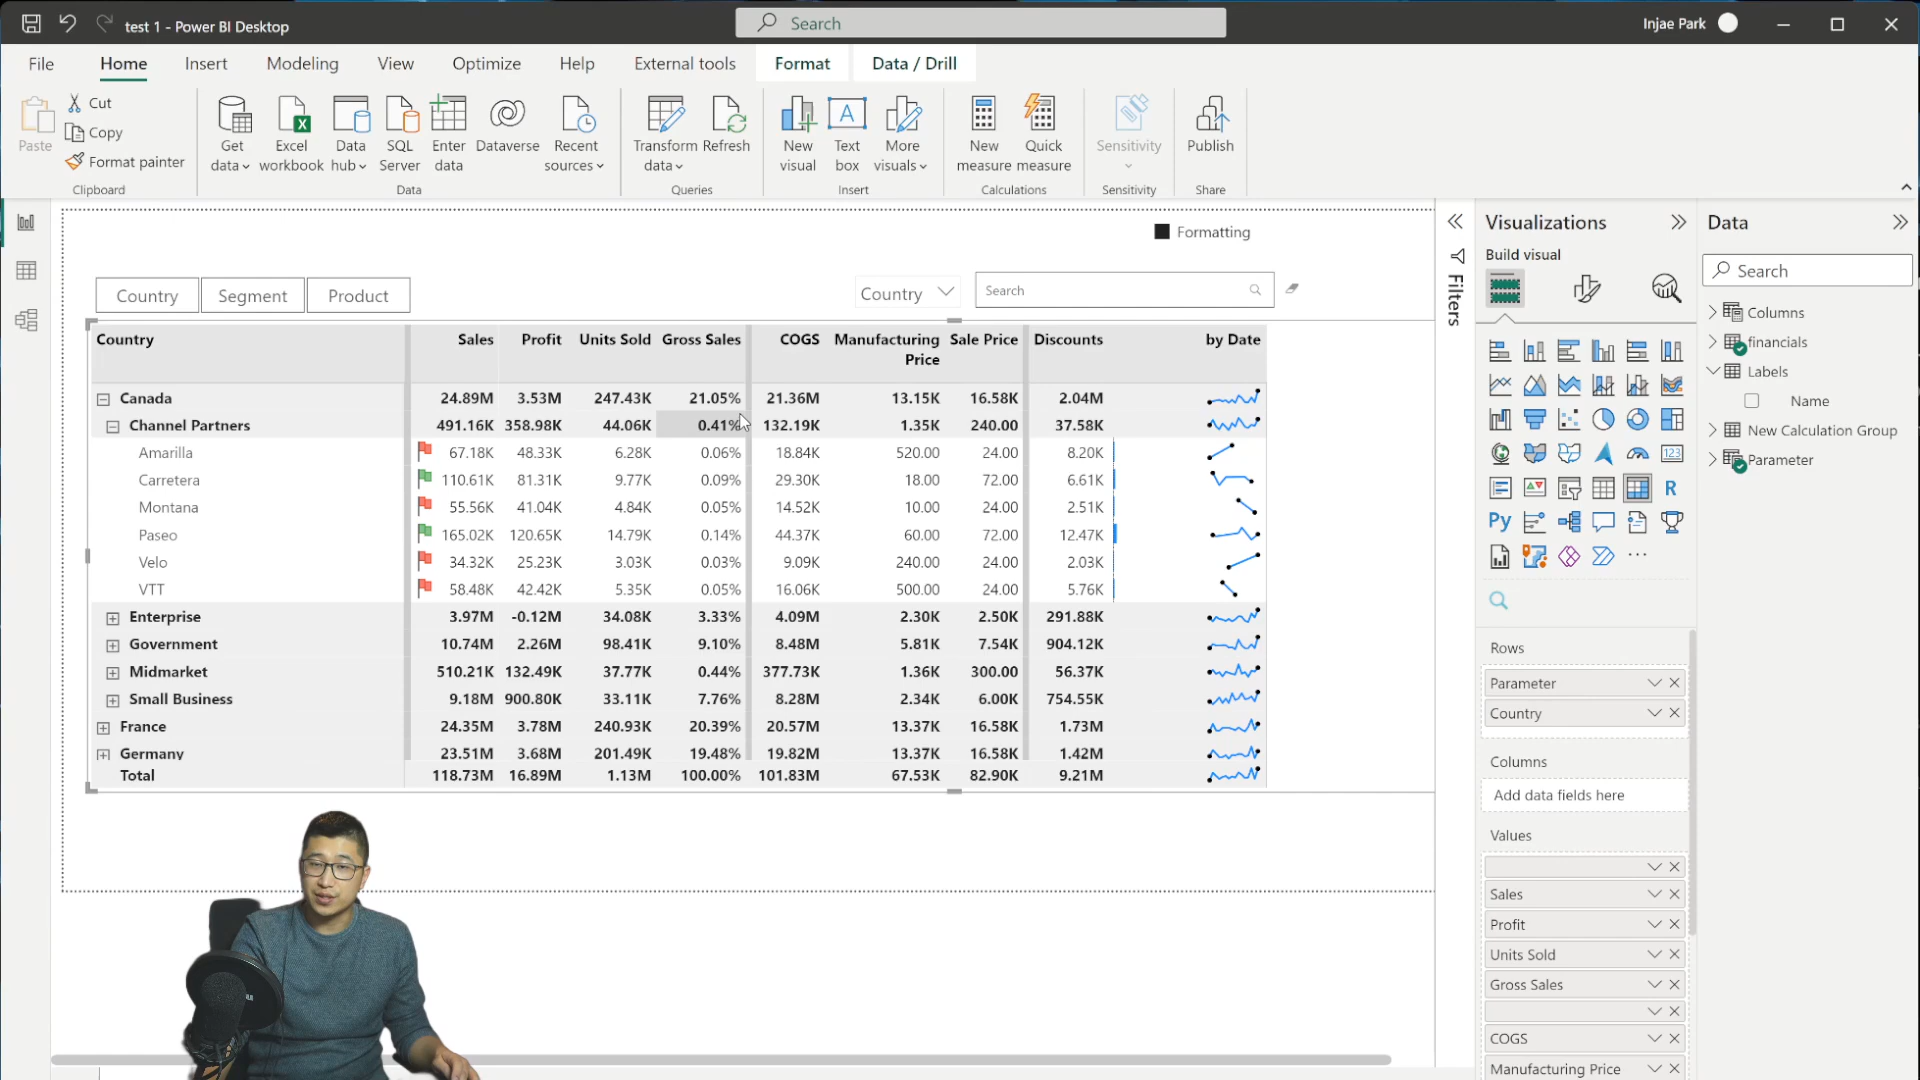 test 1 - Power BI Desktop
Search
Injae Park
File Home Insert Modeling View Optimize Help External tools Format Data / Drill
Paste
Cut
Copy
Format painter
Clipboard
Get data
Excel workbook
Data hub
SQL Server
Enter data
Dataverse
Recent sources
Data
Transform data
Refresh
Queries
New visual
Text box
More visuals
Insert
New measure
Quick measure
Calculations
Sensitivity
Sensitivity
Publish
Share
Formatting
Country Segment Product
Country
Search
Country Sales Profit Units Sold Gross Sales COGS Manufacturing Price Sale Price Discounts by Date
Canada 24.89M 3.53M 247.43K 21.05% 21.36M 13.15K 16.58K 2.04M
Channel Partners 491.16K 358.98K 44.06K 0.41% 132.19K 1.35K 240.00 37.58K
Amarilla 67.18K 48.33K 6.28K 0.06% 18.84K 520.00 24.00 8.20K
Carretera 110.61K 81.31K 9.77K 0.09% 29.30K 18.00 72.00 6.61K
Montana 55.56K 41.04K 4.84K 0.05% 14.52K 10.00 24.00 2.51K
Paseo 165.02K 120.65K 14.79K 0.14% 44.37K 60.00 72.00 12.47K
Velo 34.32K 25.23K 3.03K 0.03% 9.09K 240.00 24.00 2.03K
VTT 58.48K 42.42K 5.35K 0.05% 16.06K 500.00 24.00 5.76K
Enterprise 3.97M -0.12M 34.08K 3.33% 4.09M 2.30K 2.50K 291.88K
Government 10.74M 2.26M 98.41K 9.10% 8.48M 5.81K 7.54K 904.12K
Midmarket 510.21K 132.49K 37.77K 0.44% 377.73K 1.36K 300.00 56.37K
Small Business 9.18M 900.80K 33.11K 7.76% 8.28M 2.34K 6.00K 754.55K
France 24.35M 3.78M 240.93K 20.39% 20.57M 13.37K 16.58K 1.73M
Germany 23.51M 3.68M 201.49K 19.48% 19.82M 13.37K 16.58K 1.42M
Total 118.73M 16.89M 1.13M 100.00% 101.83M 67.53K 82.90K 9.21M
Filters
Visualizations
Build visual
123
R
Py
Rows
Parameter
Country
Columns
Add data fields here
Values
Sales
Profit
Units Sold
Gross Sales
COGS
Manufacturing Price
Data
Search
Columns
financials
Labels
Name
New Calculation Group
Parameter